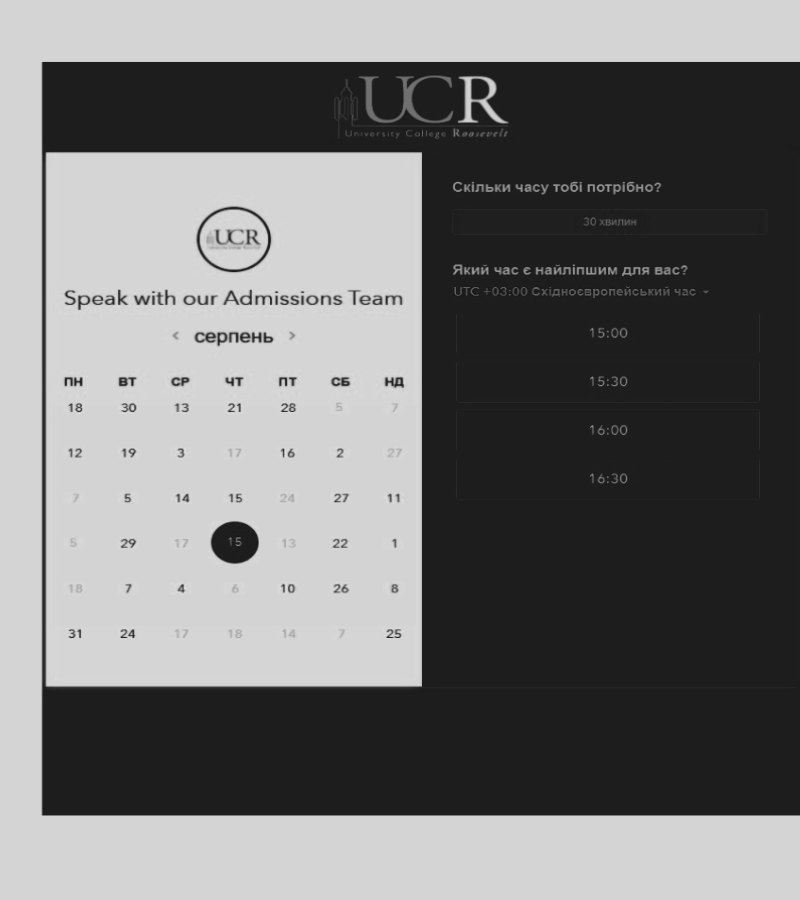 UCR
University College Roosevelt
UCR
Speak with our Admissions Team
< серпень >
ПН ВТ СР ЧТ ПТ СБ НД
18 30 13 21 28 5 7
12 19 3 17 16 2 27
7 5 14 15 24 27 11
5 29 17 15 13 22 1
18 7 4 6 10 26 8
31 24 17 18 14 7 25
Скільки часу тобі потрібно?
30 хвилин
Який час є найліпшим для вас?
UTC +03:00 Східноєвропейський час
15:00
15:30
16:00
16:30